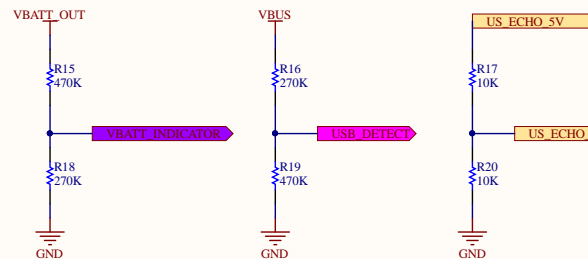 VBATT_OUT
VBUS
US_ECHO_5V
R15
470K
R16
270K
R17
10K
VBATT_INDICATOR
USB_DETECT
US_ECHO_
R18
270K
R19
470K
R20
10K
GND
GND
GND